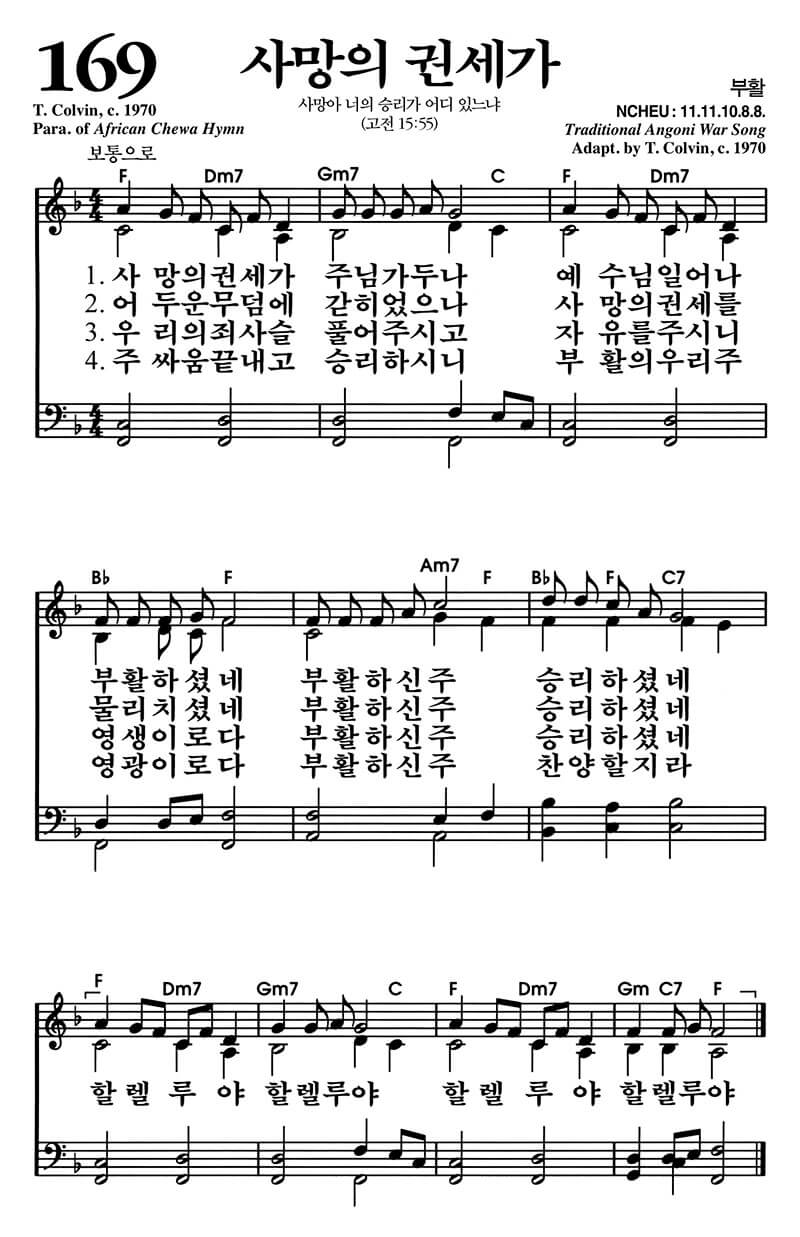 169
사망의 권세가
부활
T. Colvin, c. 1970
사망아 너의 승리가 어디 있느냐
NCHEU : 11.11.10.8.8.
Para. of African Chewa Hymn
(고전 15:55)
Traditional Angoni War Song
보통으로
Adapt. by T. Colvin, c. 1970
F Dm7 Gm7 C F Dm7
4/4
1. 사 망의권세가 주님가두나 예 수님일어나
2. 어 두운무덤에 갇히었으나 사 망의권세를
3. 우 리의죄사슬 풀어주시고 자 유를주시니
4. 주 싸움끝내고 승리하시니 부 활의우리주
4/4
B♭ F Am7 F B♭ F C7
부활하셨네 부활하신주 승리하셨네
물리치셨네 부활하신주 승리하셨네
영생이로다 부활하신주 승리하셨네
영광이로다 부활하신주 찬양할지라
F Dm7 Gm7 C F Dm7 Gm C7 F
할렐루 야 할렐루야 할렐루 야 할렐루야